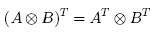 (A ⊗ B)^T = A^T ⊗ B^T